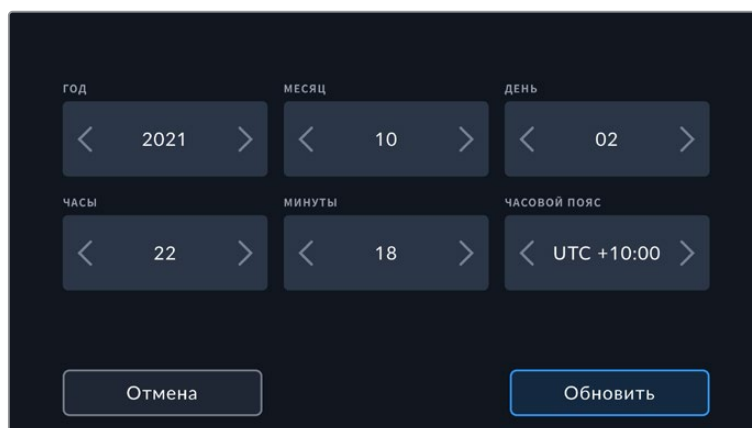 ГОД МЕСЯЦ ДЕНЬ
2021 10 02
ЧАСЫ МИНУТЫ ЧАСОВОЙ ПОЯС
22 18 UTC +10:00
Отмена Обновить